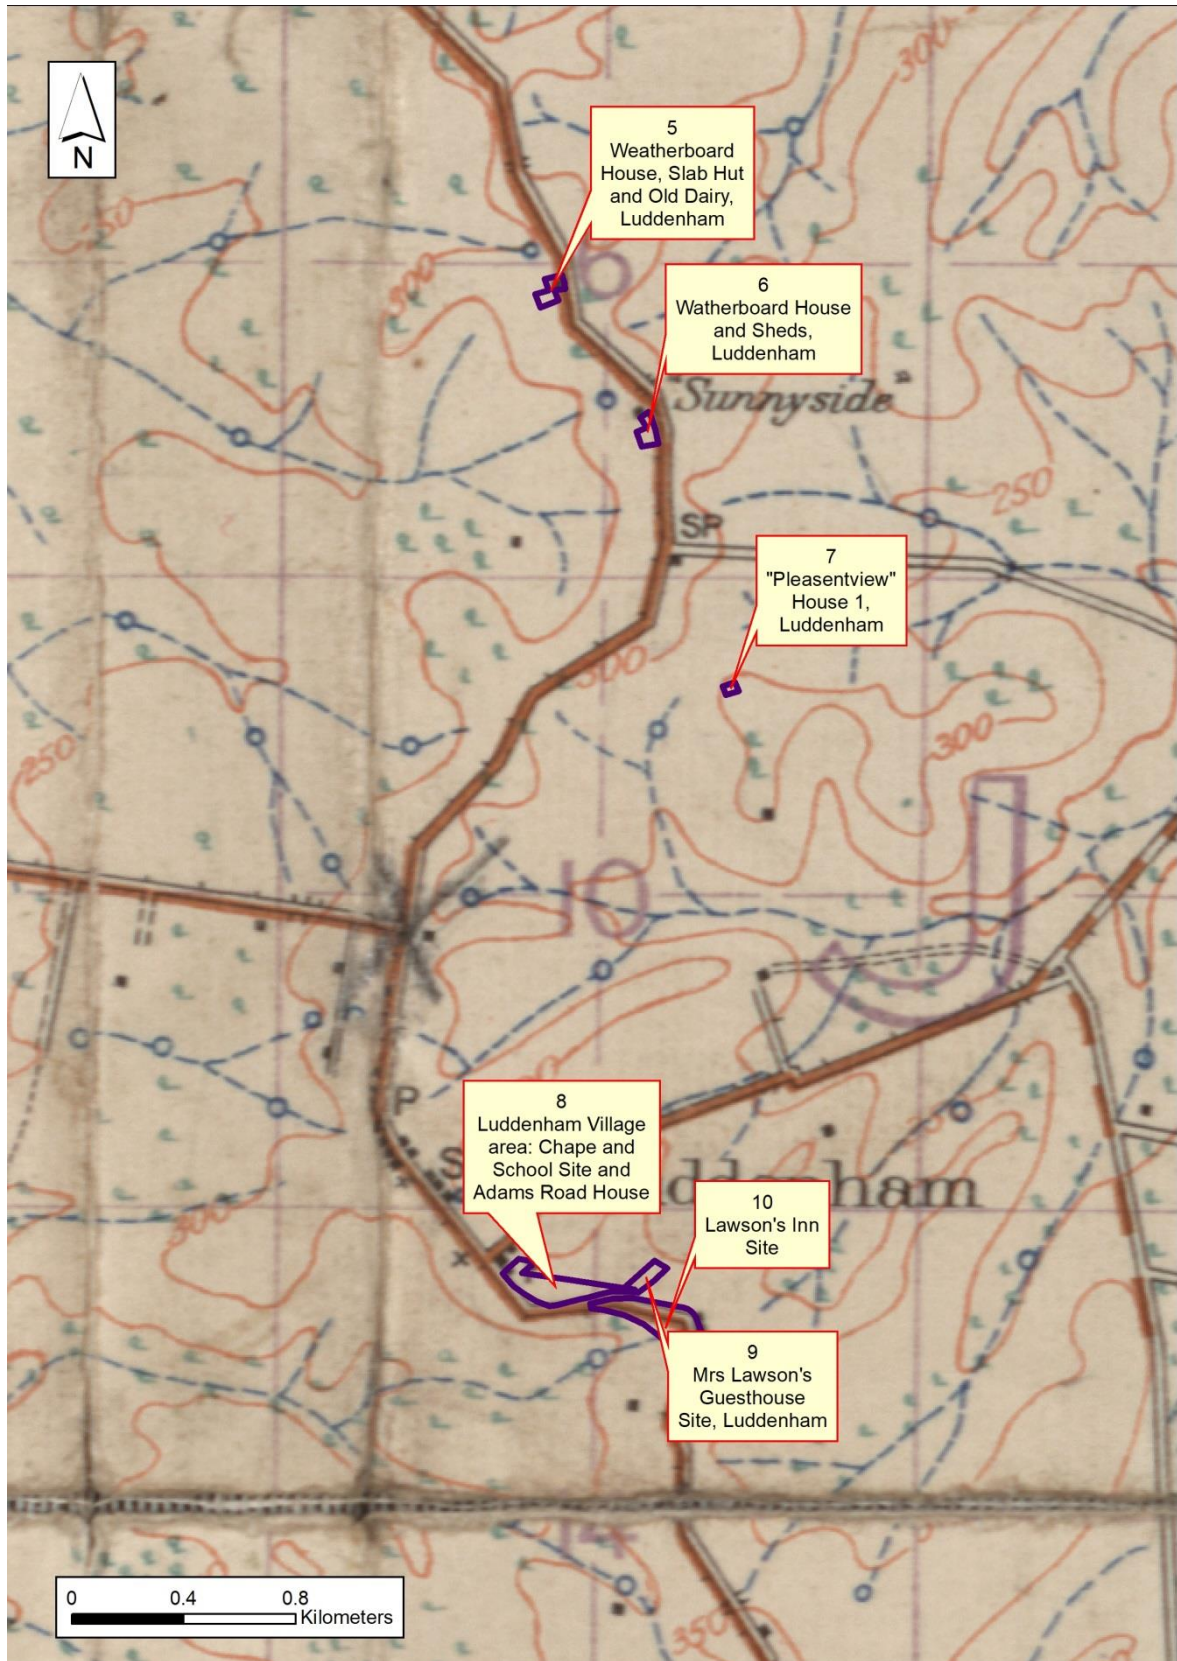 300
N
5
Weatherboard
House, Slab Hut
and Old Dairy,
Luddenham
250
300
6
Watherboard House
and Sheds,
Luddenham
"Sunnyside"
250
SP
7
"Pleasentview"
House 1,
Luddenham
300
250
300
10
J
P
8
Luddenham Village
area: Chape and
School Site and
Adams Road House
S
ddenham
300
10
Lawson's Inn
Site
9
Mrs Lawson's
Guesthouse
Site, Luddenham
14
0 0.4 0.8
Kilometers
350